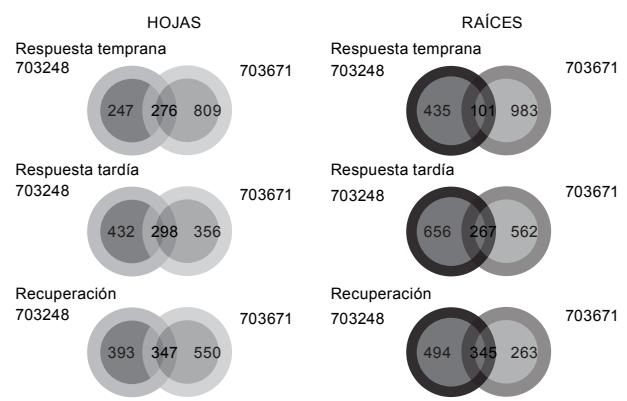 HOJAS
Respuesta temprana
703248
703671
247 276 809
Respuesta tardía
703248
703671
432 298 356
Recuperación
703248
703671
393 347 550
RAÍCES
Respuesta temprana
703248
703671
435 101 983
Respuesta tardía
703248
703671
656 267 562
Recuperación
703248
703671
494 345 263